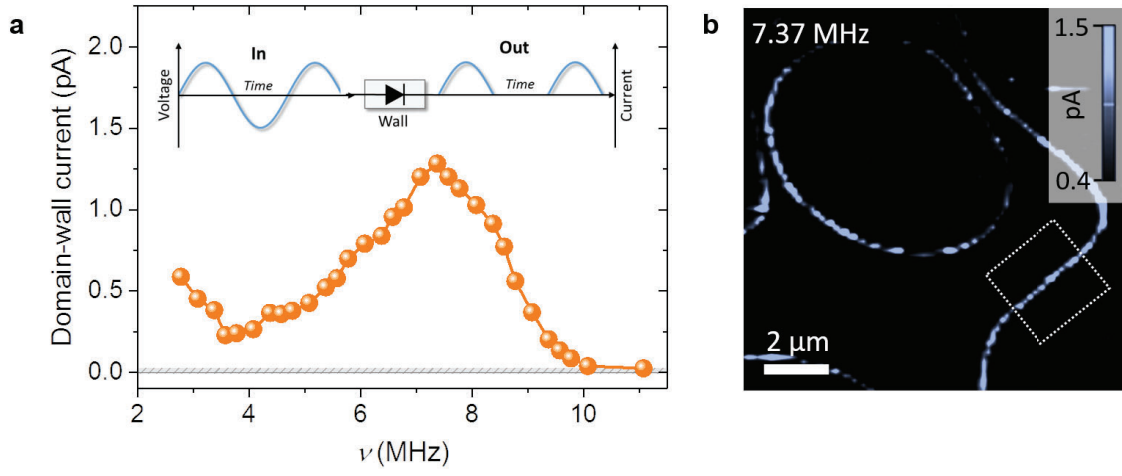 a
Domain-wall current (pA)
2.0
1.5
1.0
0.5
0.0
2
4
6
8
10
ν (MHz)
In
Out
Voltage
Time
Wall
Time
Current
b
7.37 MHz
1.5
pA
0.4
2 μm